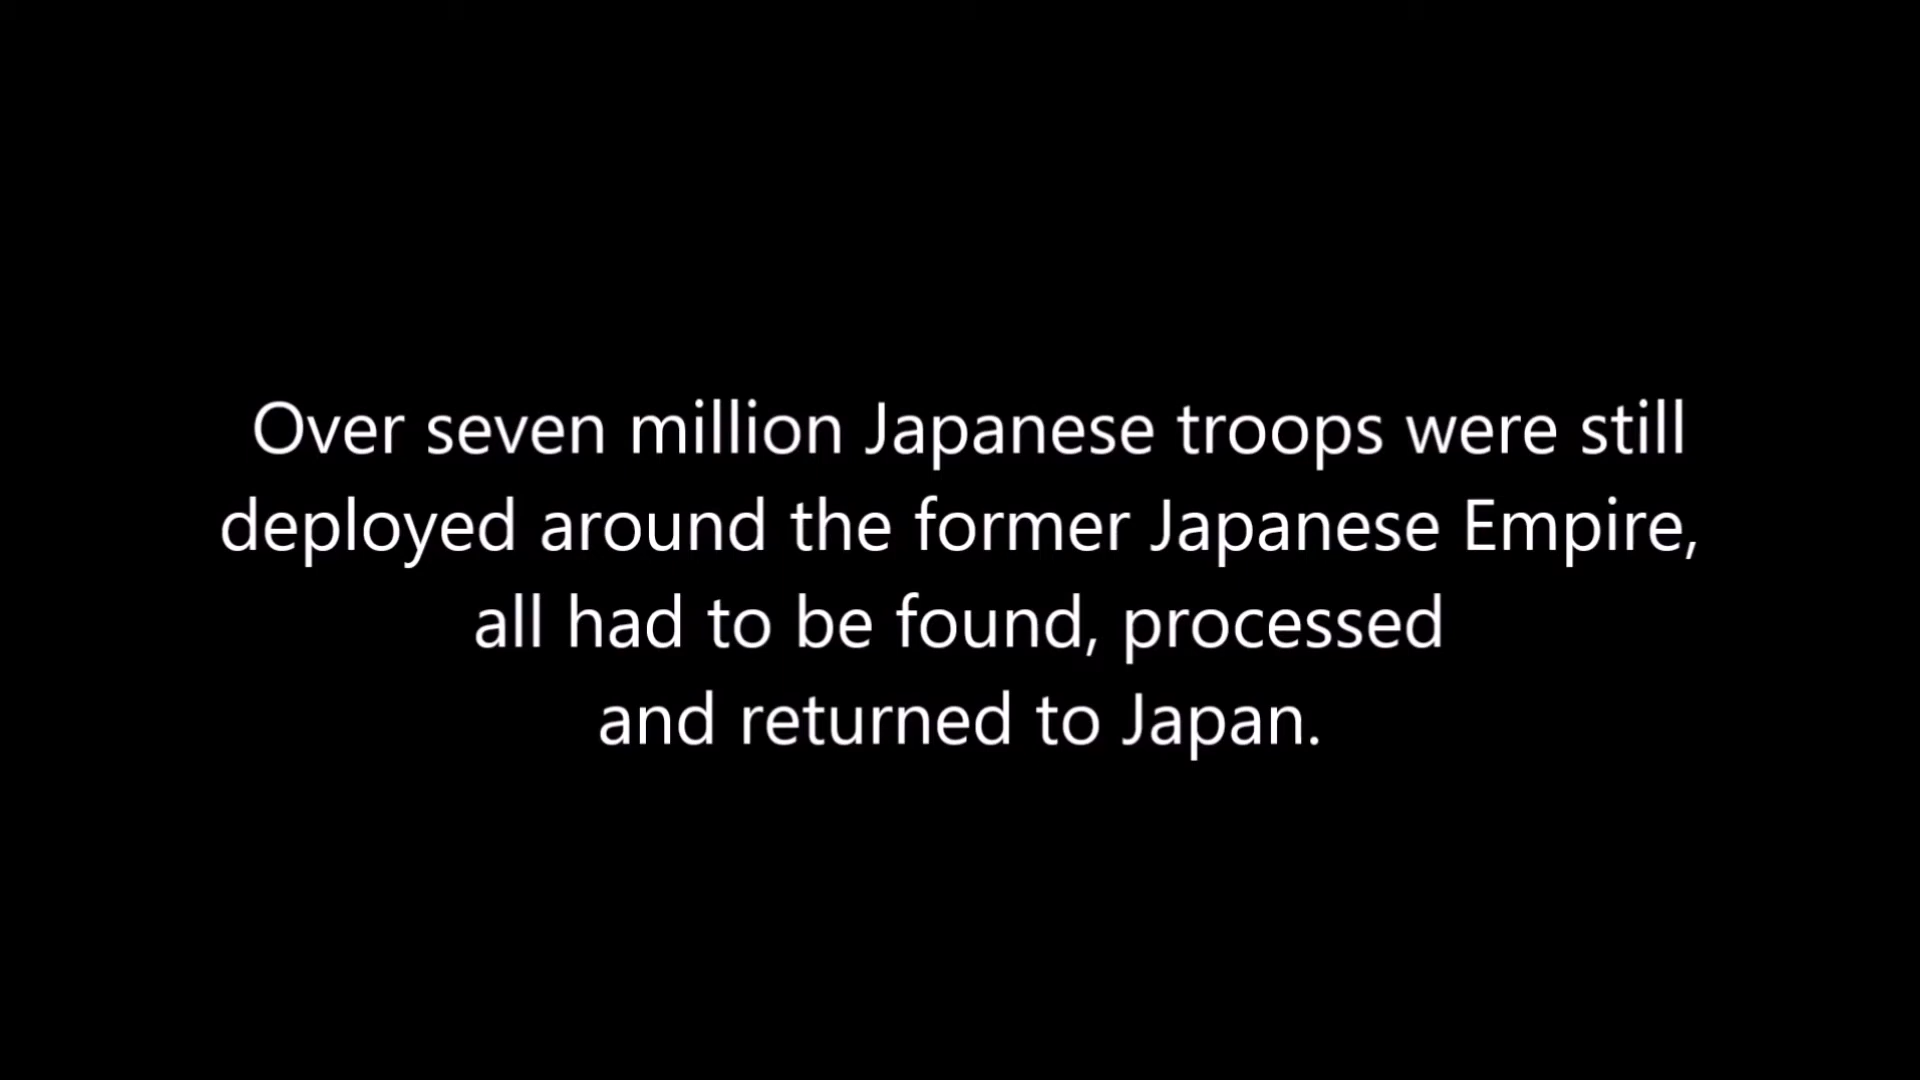 Over seven million Japanese troops were still
deployed around the former Japanese Empire,
all had to be found, processed
and returned to Japan.